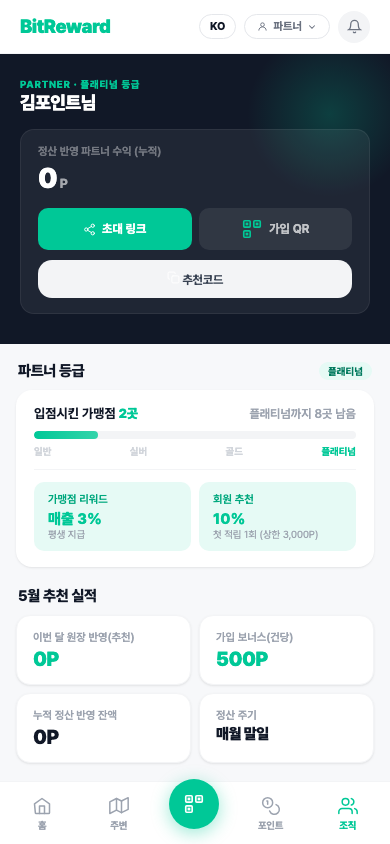 BitReward
KO
파트너
PARTNER · 플래티넘 등급
김포인트님
정산 반영 파트너 수익 (누적)
0 P
초대 링크
가입 QR
추천코드
파트너 등급
플래티넘
입점시킨 가맹점 2곳
플래티넘까지 8곳 남음
일반
실버
골드
플래티넘
가맹점 리워드
매출 3%
평생 지급
회원 추천
10%
첫 적립 1회 (상한 3,000P)
5월 추천 실적
이번 달 원장 반영(추천)
0P
가입 보너스(건당)
500P
누적 정산 반영 잔액
0P
정산 주기
매월 말일
홈
주변
포인트
조직